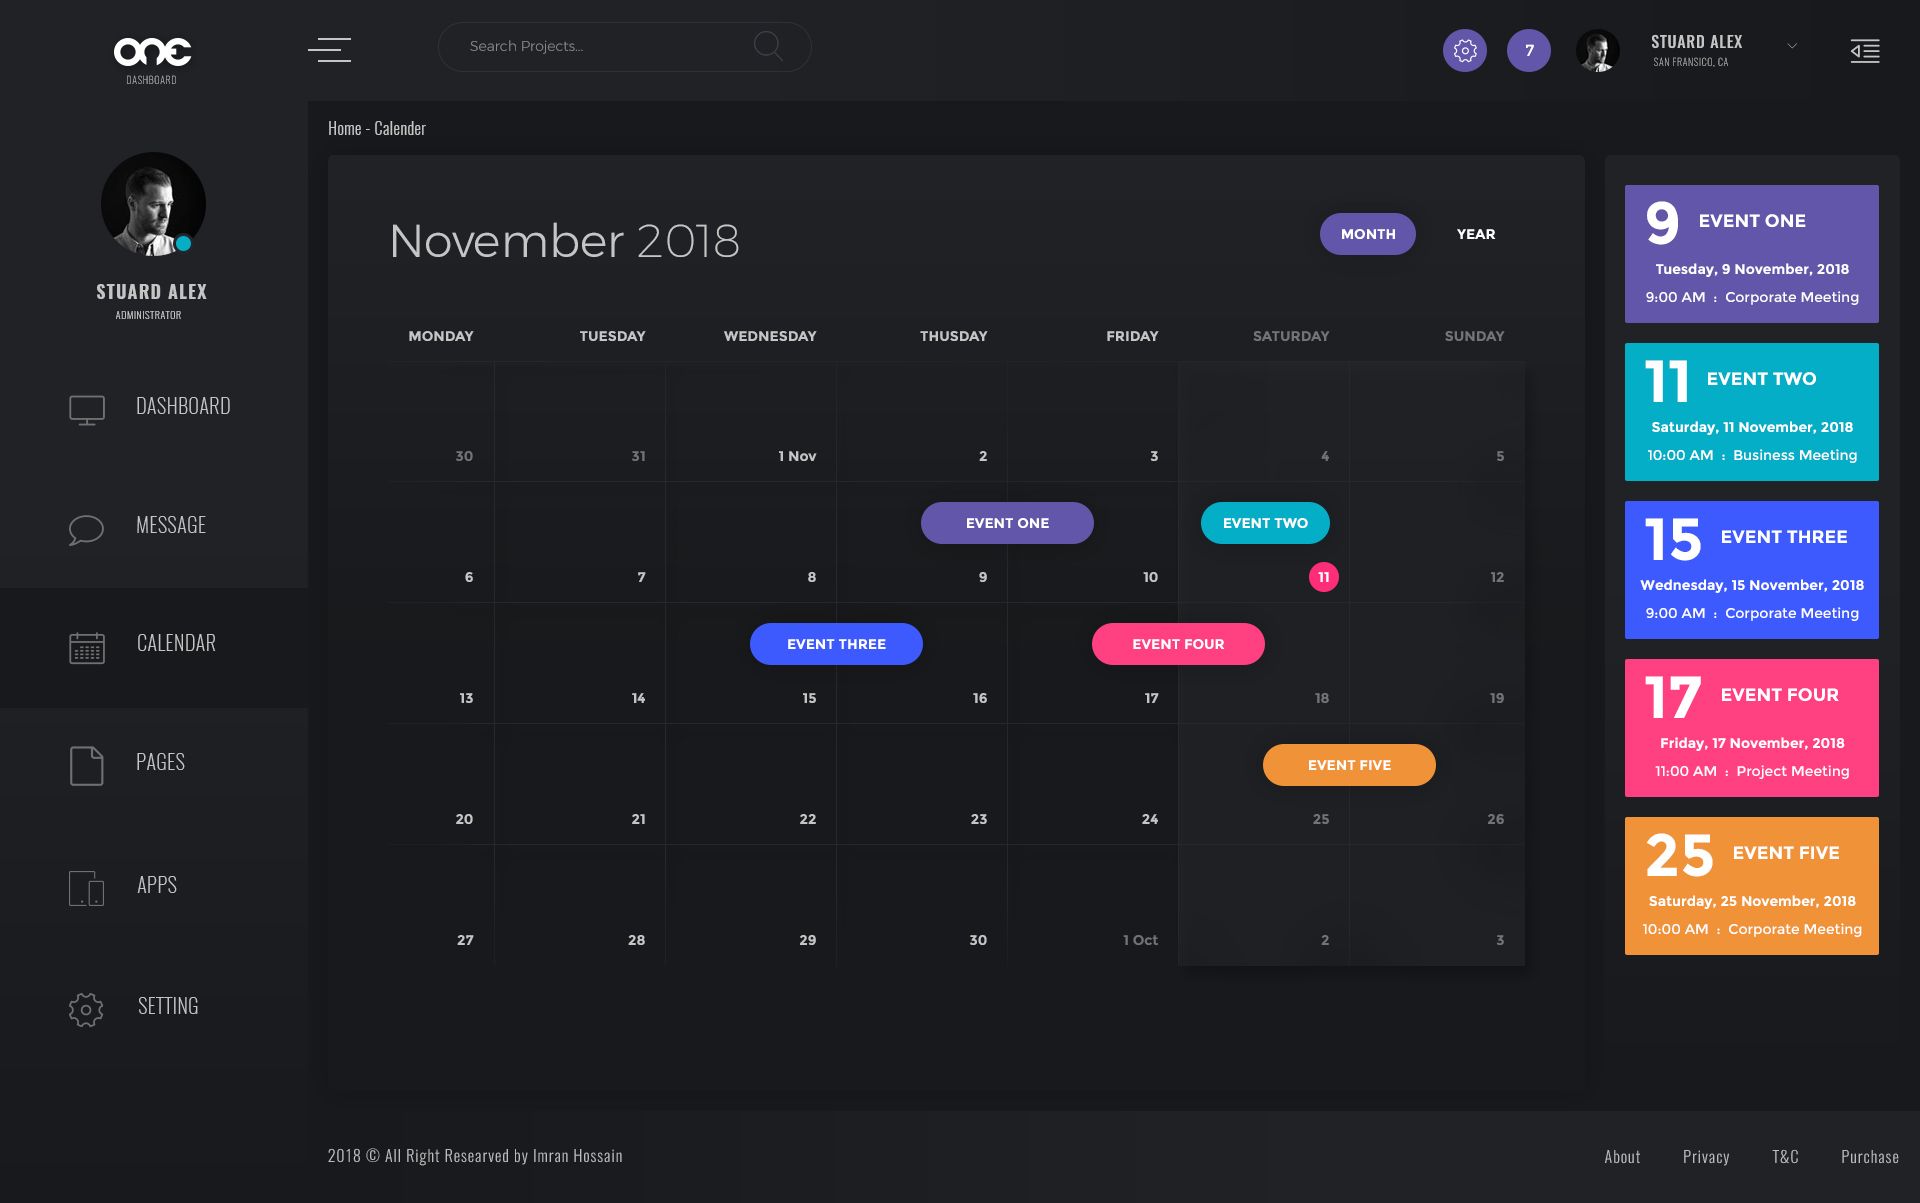 one
DASHBOARD
Search Projects...
7
STUARD ALEX
SAN FRANSICO, CA
STUARD ALEX
ADMINISTRATOR
DASHBOARD
MESSAGE
CALENDAR
PAGES
APPS
SETTING
Home - Calender
November 2018
MONTH YEAR
MONDAY TUESDAY WEDNESDAY THUSDAY FRIDAY SATURDAY SUNDAY
30 31 1 Nov 2 3 4 5
EVENT ONE EVENT TWO
6 7 8 9 10 11 12
EVENT THREE EVENT FOUR
13 14 15 16 17 18 19
EVENT FIVE
20 21 22 23 24 25 26
27 28 29 30 1 Oct 2 3
9 EVENT ONE
Tuesday, 9 November, 2018
9:00 AM : Corporate Meeting
11 EVENT TWO
Saturday, 11 November, 2018
10:00 AM : Business Meeting
15 EVENT THREE
Wednesday, 15 November, 2018
9:00 AM : Corporate Meeting
17 EVENT FOUR
Friday, 17 November, 2018
11:00 AM : Project Meeting
25 EVENT FIVE
Saturday, 25 November, 2018
10:00 AM : Corporate Meeting
2018 © All Right Researved by Imran Hossain
About Privacy T&C Purchase